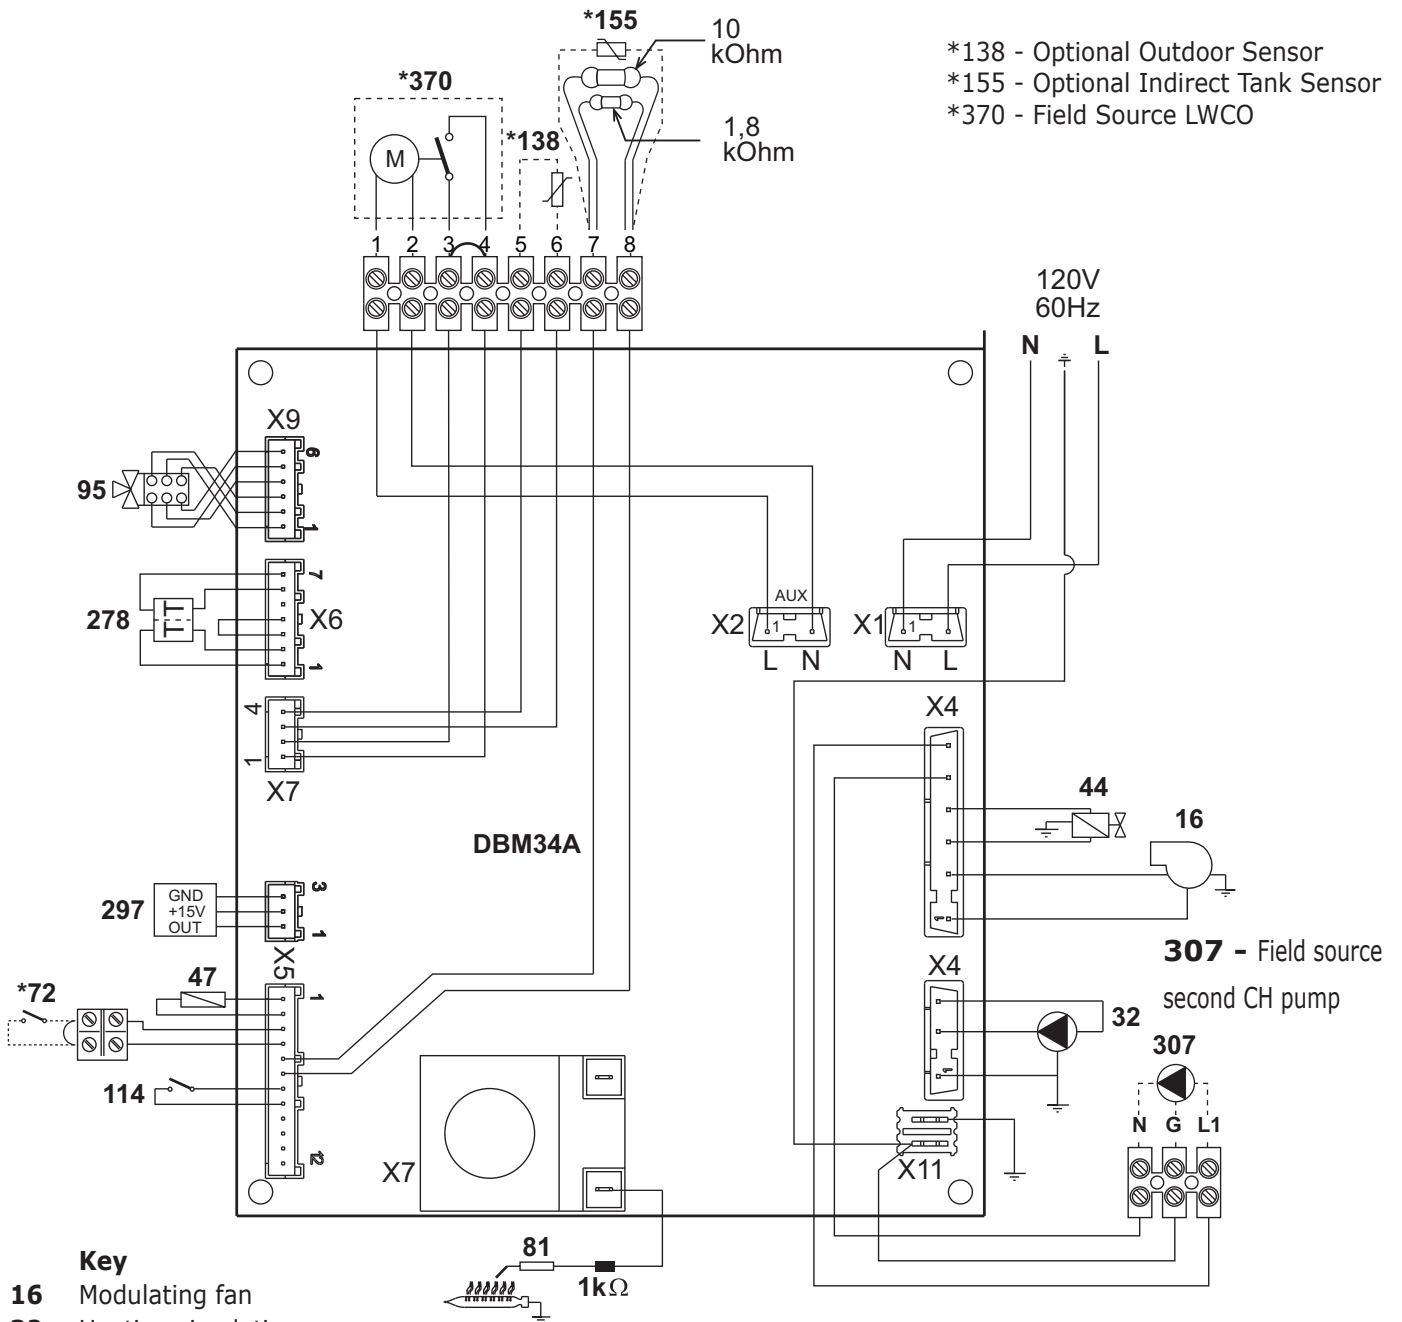 *155
10
kOhm
*138 - Optional Outdoor Sensor
*155 - Optional Indirect Tank Sensor
*370 - Field Source LWCO
*370
M
*138
1,8
kOhm
1 2 3 4 5 6 7 8
120V
60Hz
N L
X9
6
1
95
7
X6
1
278
TT
TT
AUX
X2
1
L N
X1
1
N L
4
1
X7
X4
1
44
16
DBM34A
297
GND
+15V
OUT
3
1
X5
307 - Field source
second CH pump
47
*72
1
12
114
X4
1
32
307
N G L1
X11
X7
81
1kΩ
Key
16 Modulating fan